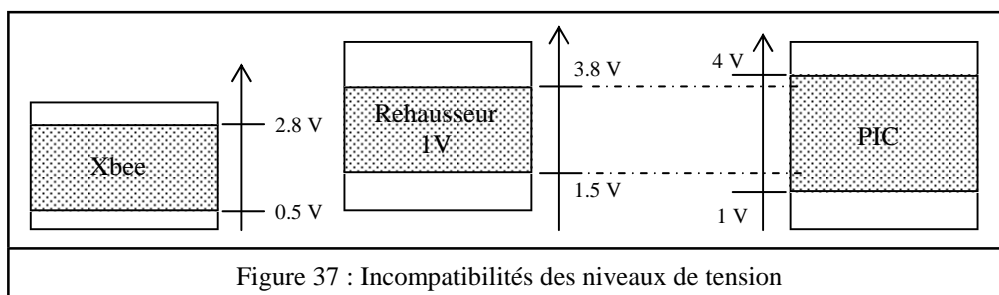 Xbee
2.8 V
0.5 V
Rehausseur
1V
3.8 V
1.5 V
4 V
1 V
PIC
Figure 37 : Incompatibilités des niveaux de tension